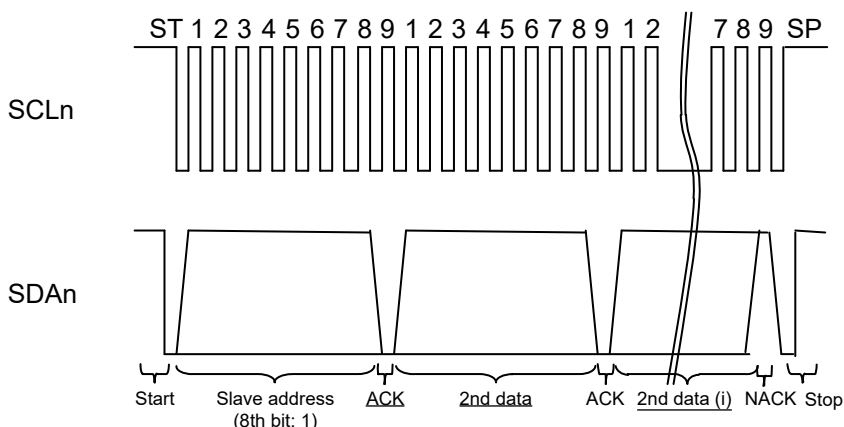 ST 1 2 3 4 5 6 7 8 9 1 2 3 4 5 6 7 8 9 1 2 7 8 9 SP
SCLn
SDAn
Start Slave address ACK 2nd data ACK 2nd data (i) NACK Stop
(8th bit: 1)